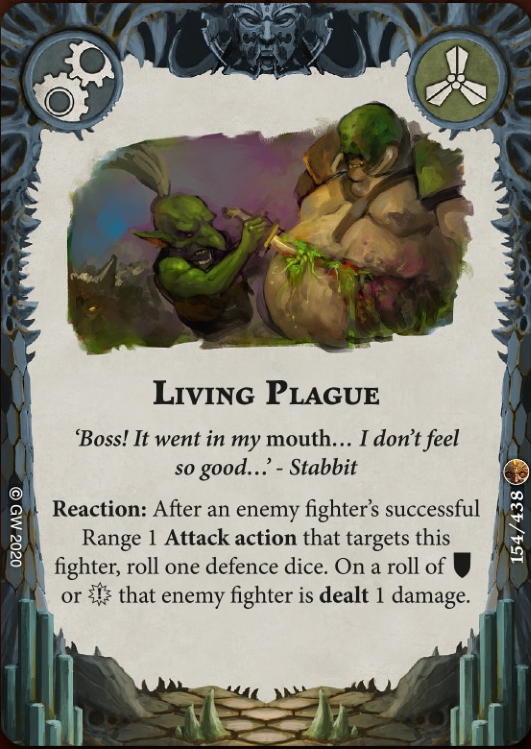 LIVING PLAGUE
‘Boss! It went in my mouth… I don’t feel
so good…’ - Stabbit
Reaction: After an enemy fighter’s successful
Range 1 Attack action that targets this
fighter, roll one defence dice. On a roll of
or that enemy fighter is dealt 1 damage.
© GW 2020
154/438